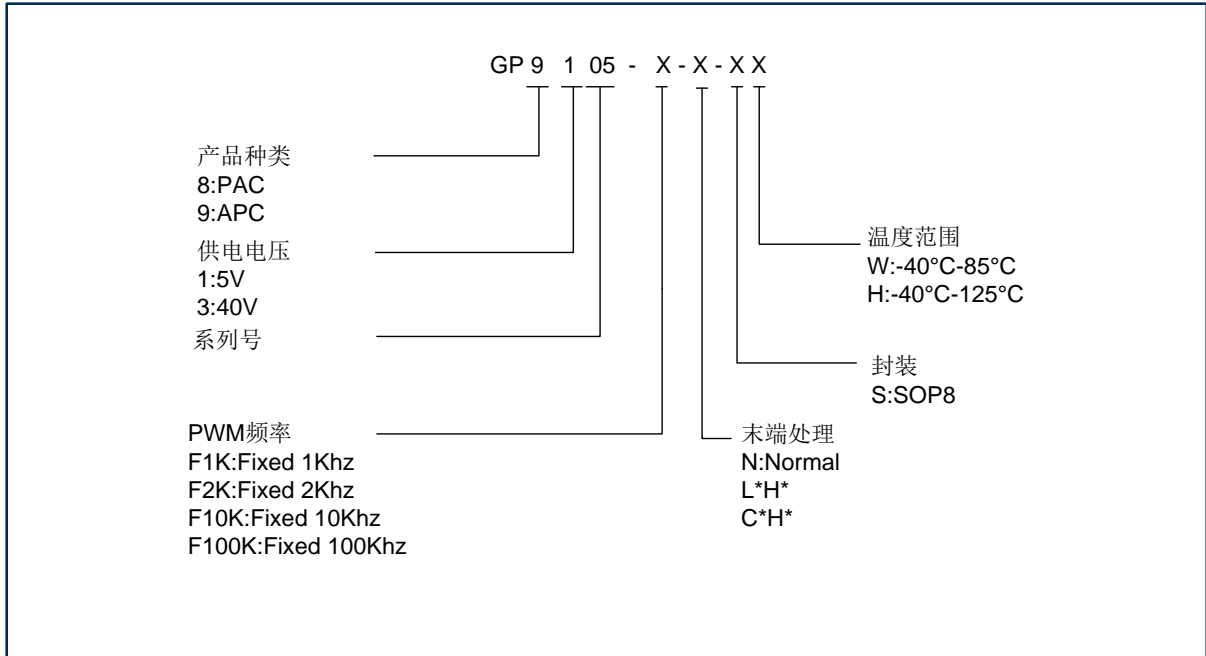 GP 9 1 05 - X - X - X X
产品种类
8:PAC
9:APC
供电电压
1:5V
3:40V
系列号
PWM频率
F1K:Fixed 1Khz
F2K:Fixed 2Khz
F10K:Fixed 10Khz
F100K:Fixed 100Khz
温度范围
W:-40°C-85°C
H:-40°C-125°C
封装
S:SOP8
末端处理
N:Normal
L*H*
C*H*